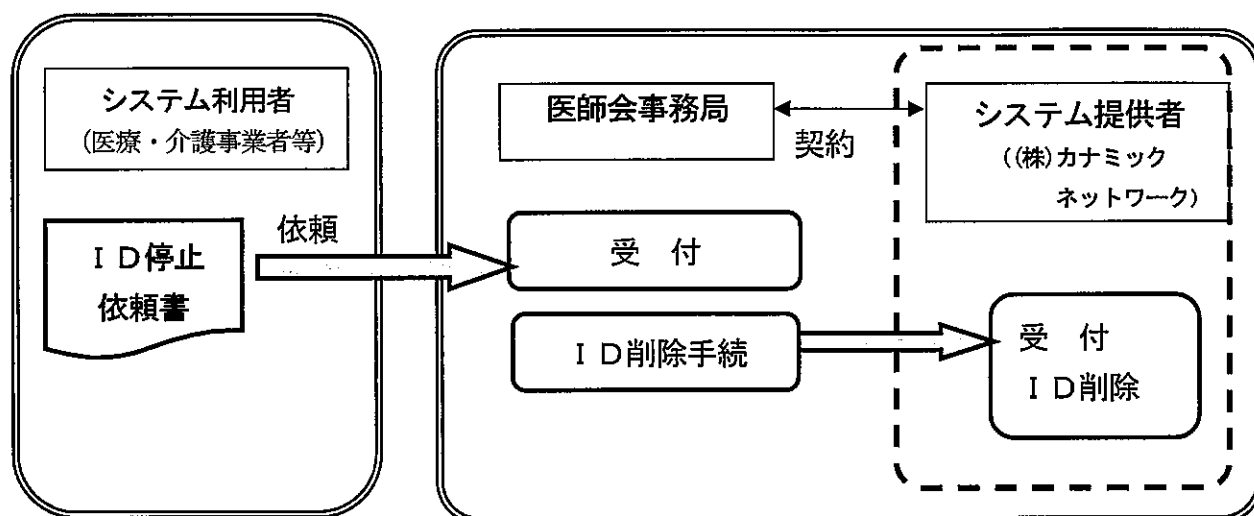 システム利用者
(医療・介護事業者等)
ＩＤ停止
依頼書
依頼
医師会事務局
契約
システム提供者
((株)カナミック
ネットワーク)
受　付
ＩＤ削除手続
受　付
ＩＤ削除